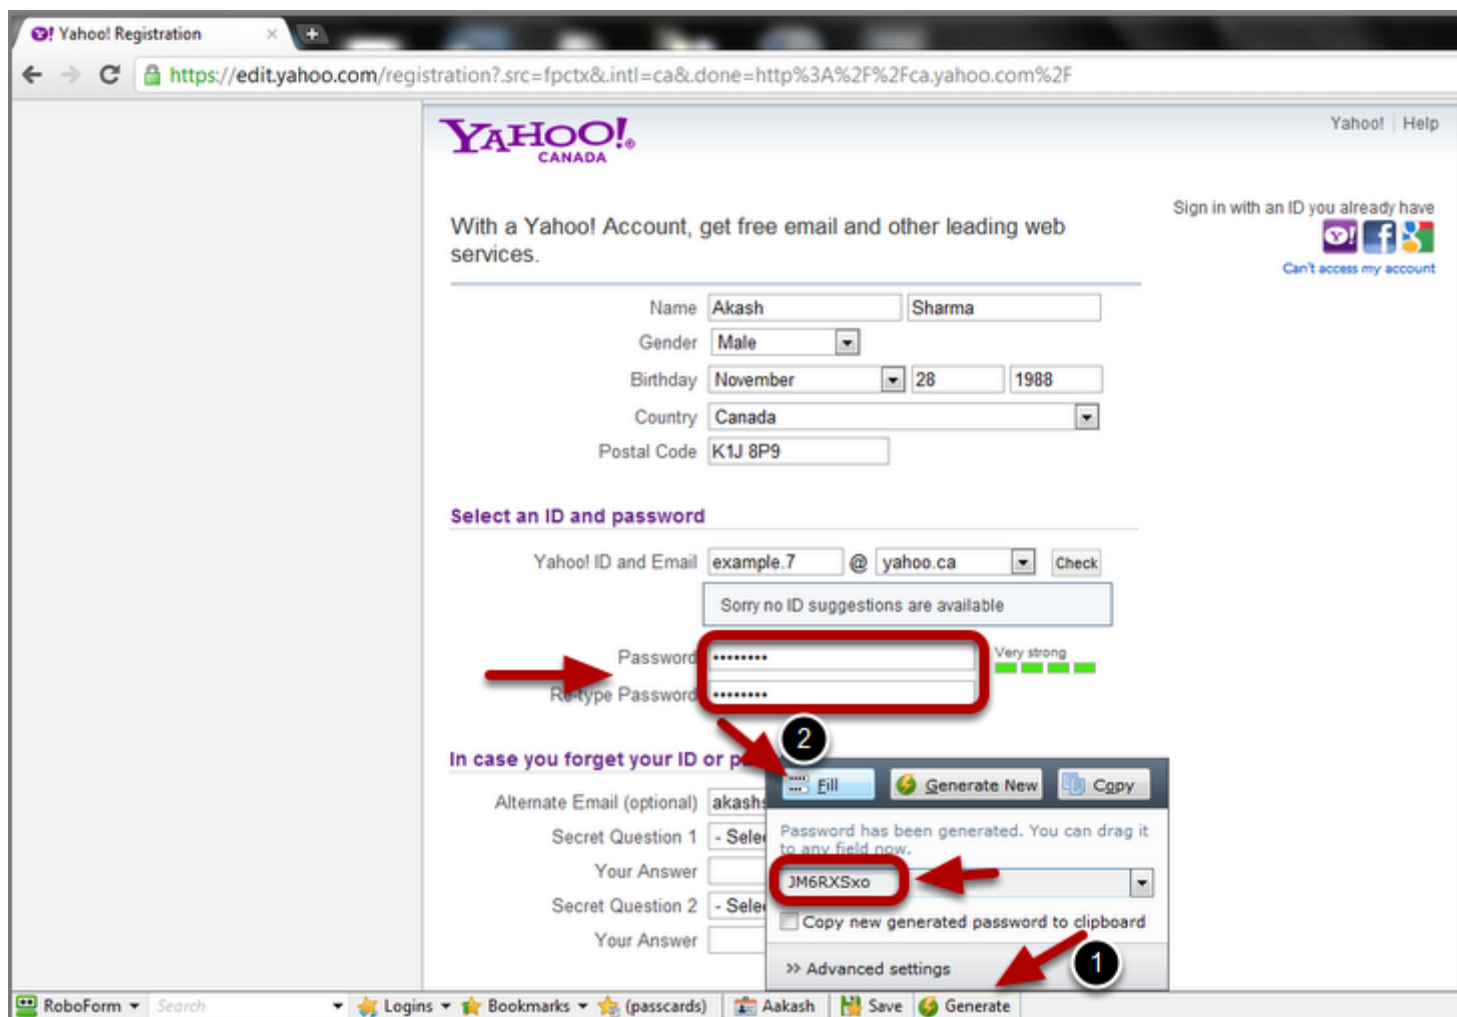 Yahoo! Registration
https://edit.yahoo.com/registration?.src=fpctx&.intl=ca&.done=http%3A%2F%2Fca.yahoo.com%2F
YAHOO!
CANADA
Yahoo! | Help
With a Yahoo! Account, get free email and other leading web
services.
Sign in with an ID you already have
Can't access my account
Name Akash Sharma
Gender Male
Birthday November 28 1988
Country Canada
Postal Code K1J 8P9
Select an ID and password
Yahoo! ID and Email example.7 @ yahoo.ca Check
Sorry no ID suggestions are available
Password ••••••••
Very strong
Re-type Password ••••••••
2
In case you forget your ID or
Fill Generate New Copy
Alternate Email (optional)
Password has been generated. You can drag it
to any field now.
Secret Question 1
Your Answer
JM6RXSxo
Secret Question 2
Copy new generated password to clipboard
Your Answer
1
>> Advanced settings
RoboForm Search Logins Bookmarks (passcards) Aakash Save Generate